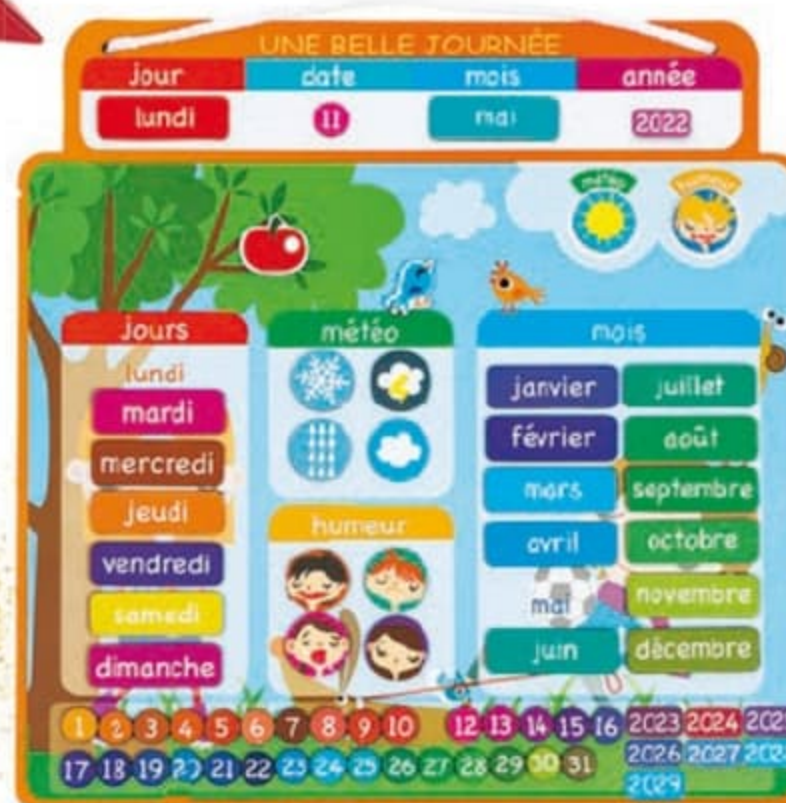 UNE BELLE JOURNÉE
jour date mois année
lundi 11 mai 2022
météo humeur
jours
lundi
mardi
mercredi
jeudi
vendredi
samedi
dimanche
météo
humeur
mois
janvier juillet
février août
mars septembre
avril octobre
mai novembre
juin décembre
1 2 3 4 5 6 7 8 9 10 12 13 14 15 16 2023 2024
17 18 19 20 21 22 23 24 25 26 27 28 29 30 31 2026 2027
2029